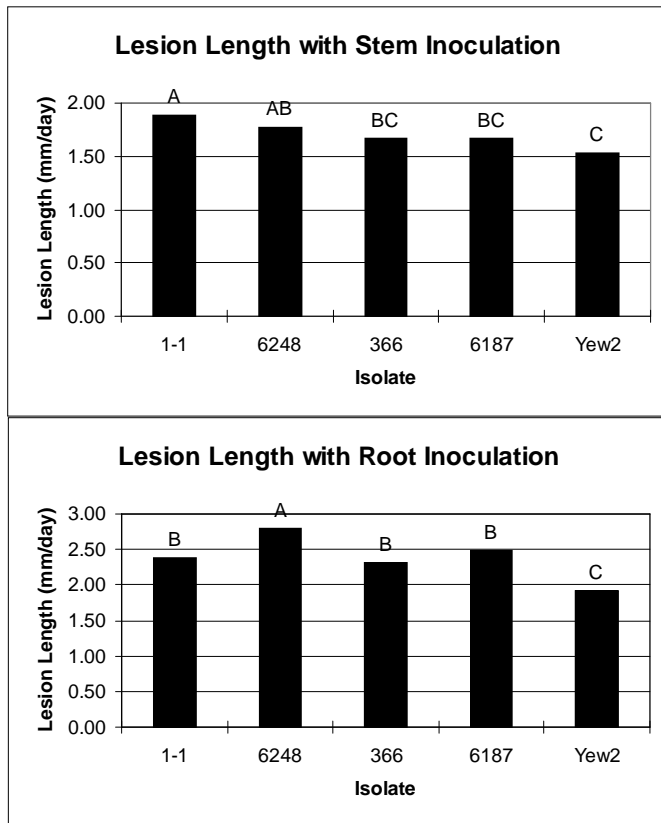 Lesion Length with Stem Inoculation
Lesion Length (mm/day)
2.00
1.50
1.00
0.50
0.00
A
AB
BC
BC
C
1-1 6248 366 6187 Yew2
Isolate
Lesion Length with Root Inoculation
Lesion Length (mm/day)
3.00
2.50
2.00
1.50
1.00
0.50
0.00
B
A
B
B
C
1-1 6248 366 6187 Yew2
Isolate